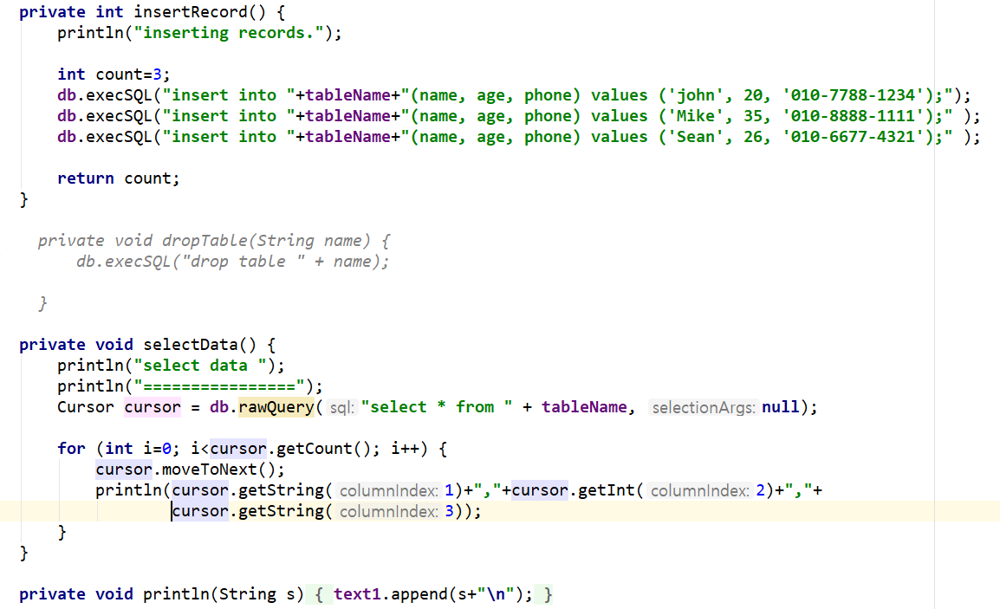 private int insertRecord() {
    println("inserting records.");

    int count=3;
    db.execSQL("insert into "+tableName+"(name, age, phone) values ('john', 20, '010-7788-1234');");
    db.execSQL("insert into "+tableName+"(name, age, phone) values ('Mike', 35, '010-8888-1111');" );
    db.execSQL("insert into "+tableName+"(name, age, phone) values ('Sean', 26, '010-6677-4321');" );

    return count;
}

  private void dropTable(String name) {
      db.execSQL("drop table " + name);

  }

private void selectData() {
    println("select data ");
    println("================");
    Cursor cursor = db.rawQuery( sql: "select * from " + tableName,  selectionArgs: null);

    for (int i=0; i<cursor.getCount(); i++) {
        cursor.moveToNext();
        println(cursor.getString( columnIndex: 1)+","+cursor.getInt( columnIndex: 2)+","+
                cursor.getString( columnIndex: 3));
    }
}

private void println(String s) { text1.append(s+"\n"); }